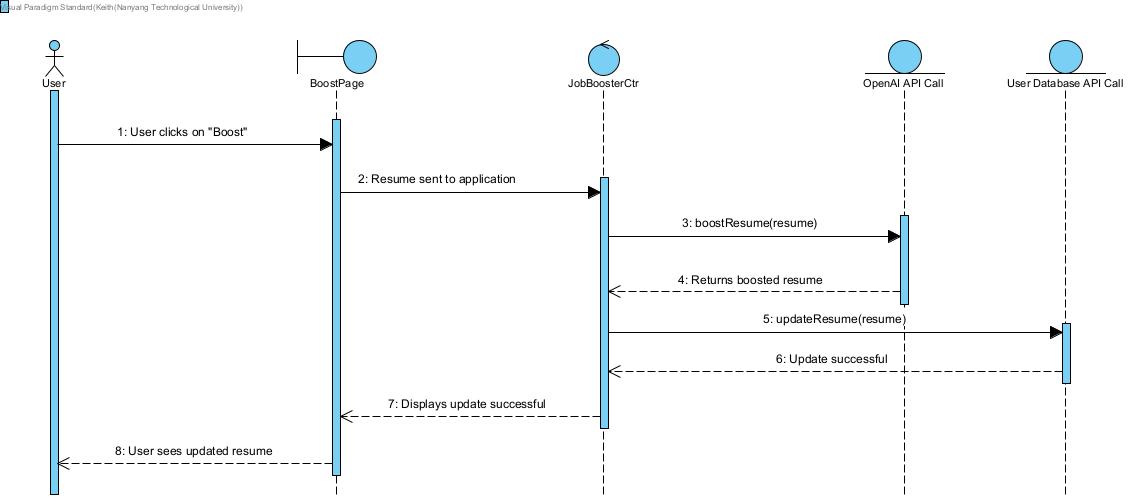 Visual Paradigm Standard(Keith(Nanyang Technological University))
User
BoostPage
JobBoosterCtr
OpenAI API Call
User Database API Call
1: User clicks on "Boost"
2: Resume sent to application
3: boostResume(resume)
4: Returns boosted resume
5: updateResume(resume)
6: Update successful
7: Displays update successful
8: User sees updated resume